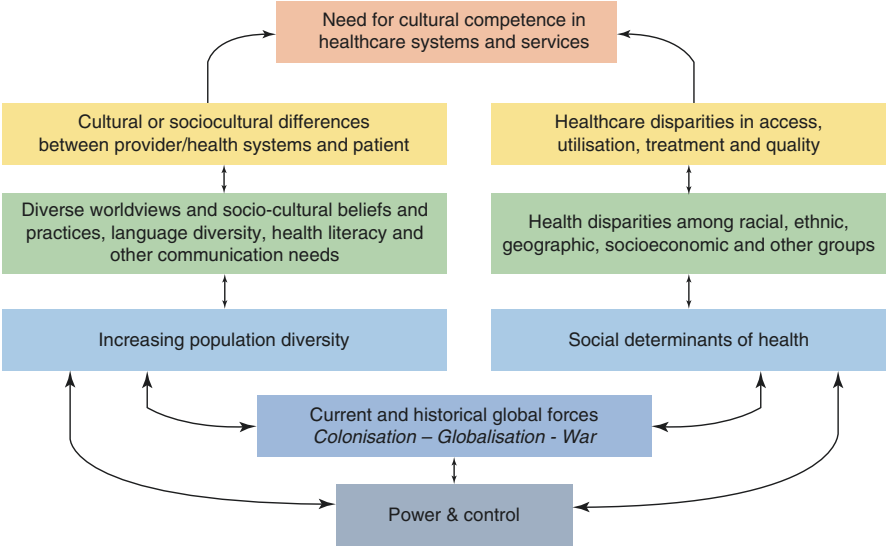 Need for cultural competence in
healthcare systems and services
Cultural or sociocultural differences
between provider/health systems and patient
Healthcare disparities in access,
utilisation, treatment and quality
Diverse worldviews and socio-cultural beliefs and
practices, language diversity, health literacy and
other communication needs
Health disparities among racial, ethnic,
geographic, socioeconomic and other groups
Increasing population diversity
Social determinants of health
Current and historical global forces
Colonisation – Globalisation - War
Power & control